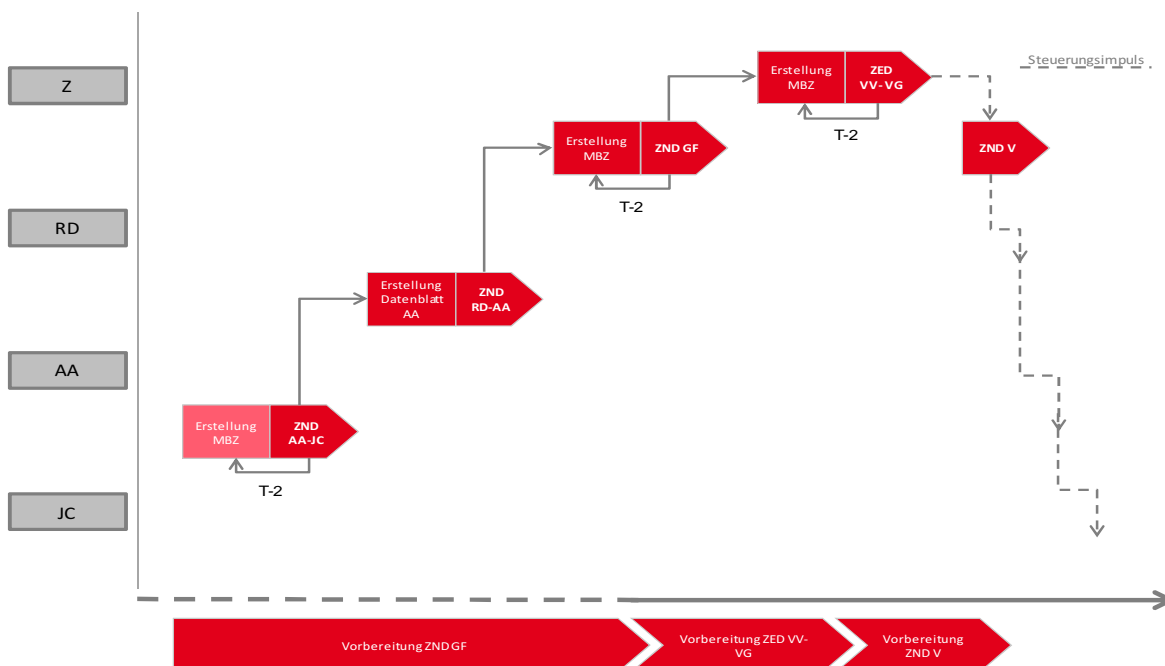 Steuerungsimpuls
Z
Erstellung
MBZ
ZED
VV-VG
T-2
Erstellung
MBZ
ZND GF
T-2
ZND V
RD
Erstellung
Datenblatt
AA
ZND
RD-AA
AA
Erstellung
MBZ
ZND
AA-JC
T-2
JC
Vorbereitung ZND GF
Vorbereitung ZED VV-
VG
Vorbereitung
ZND V